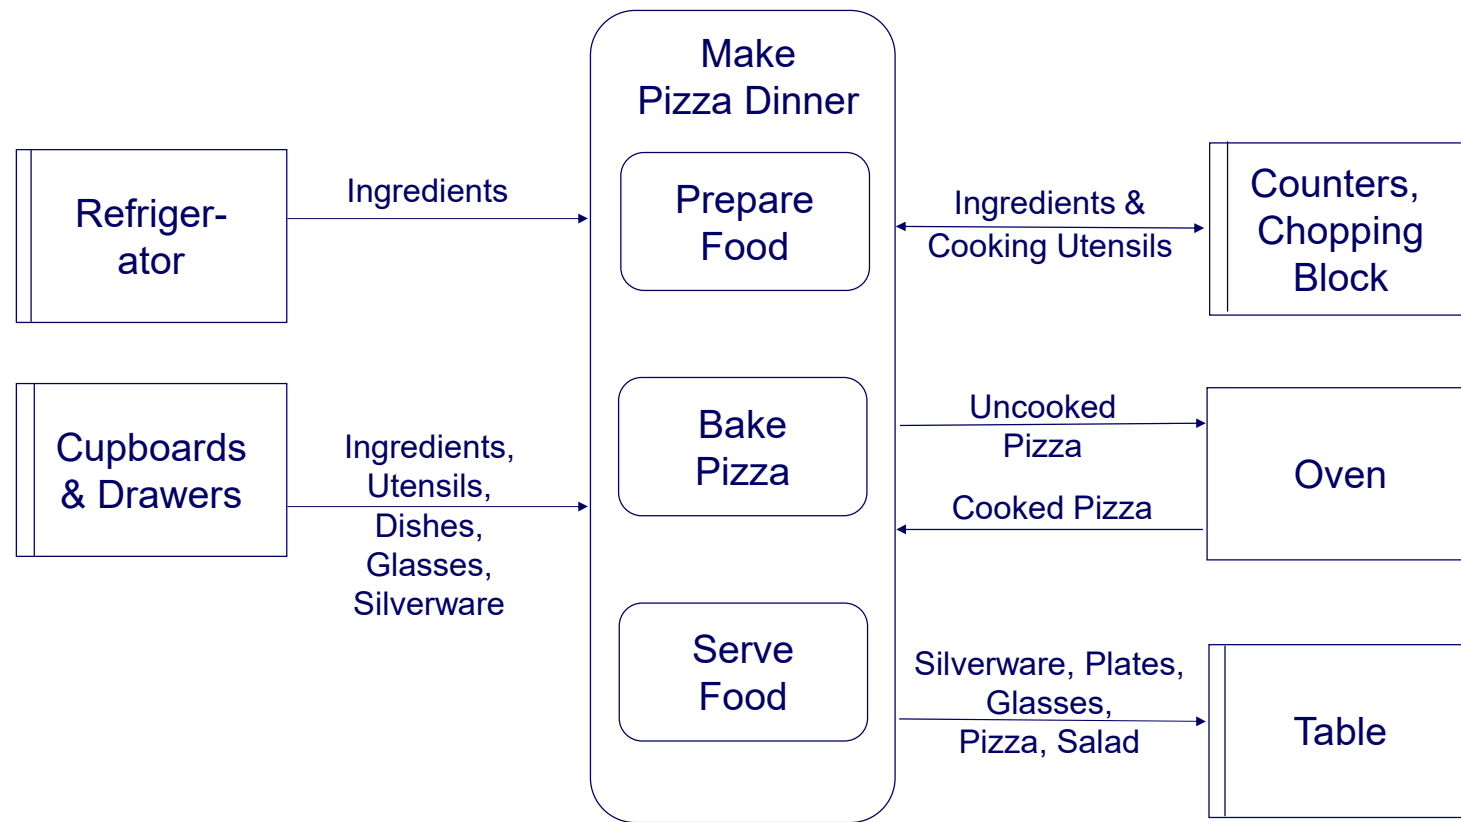 Make
Pizza Dinner
Refriger-
ator
Ingredients
Prepare
Food
Ingredients &
Cooking Utensils
Counters,
Chopping
Block
Cupboards
& Drawers
Ingredients,
Utensils,
Dishes,
Glasses,
Silverware
Bake
Pizza
Uncooked
Pizza
Cooked Pizza
Oven
Serve
Food
Silverware, Plates,
Glasses,
Pizza, Salad
Table